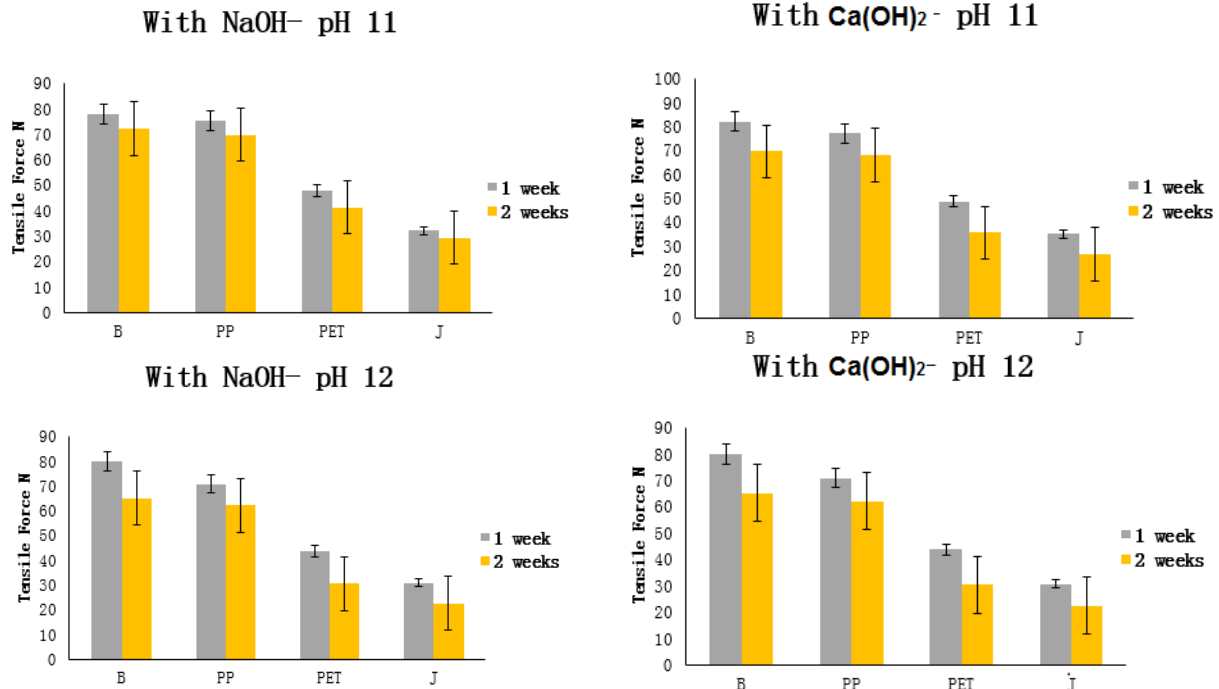 With NaOH− pH 11
90
80
70
60
50
40
30
20
10
0
Tensile Force N
B PP PET J
1 week
2 weeks
With Ca(OH)2- pH 11
100
90
80
70
60
50
40
30
20
10
0
Tensile Force N
B PP PET J
1 week
2 weeks
With NaOH− pH 12
90
80
70
60
50
40
30
20
10
0
Tensile Force N
B PP PET J
1 week
2 weeks
With Ca(OH)2- pH 12
90
80
70
60
50
40
30
20
10
0
Tensile Force N
B PP PET J
1 week
2 weeks